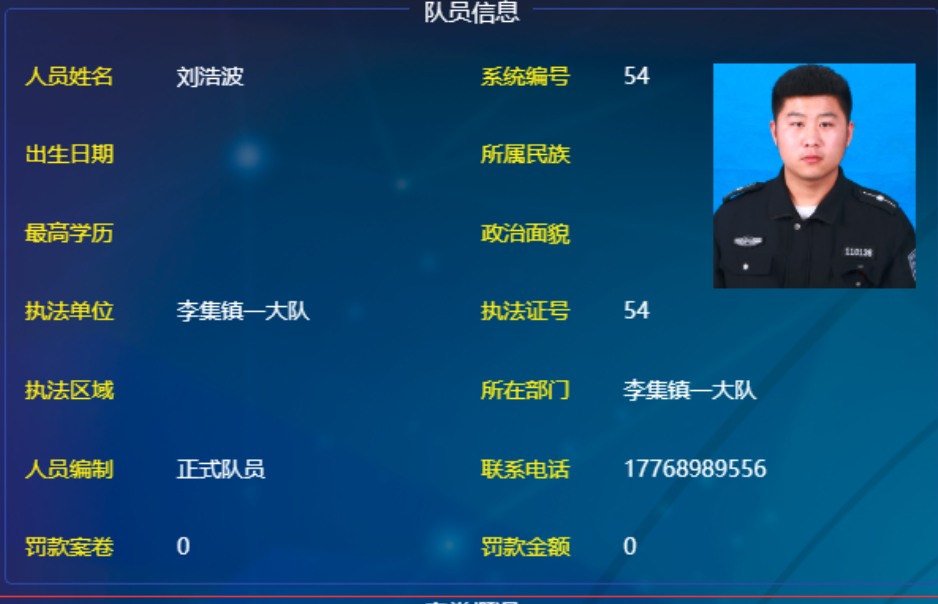 队员信息
人员姓名 刘浩波 系统编号 54
出生日期 所属民族
最高学历 政治面貌
110126
执法单位 李集镇一大队 执法证号 54
执法区域 所在部门 李集镇一大队
人员编制 正式队员 联系电话 17768989556
罚款案卷 0 罚款金额 0